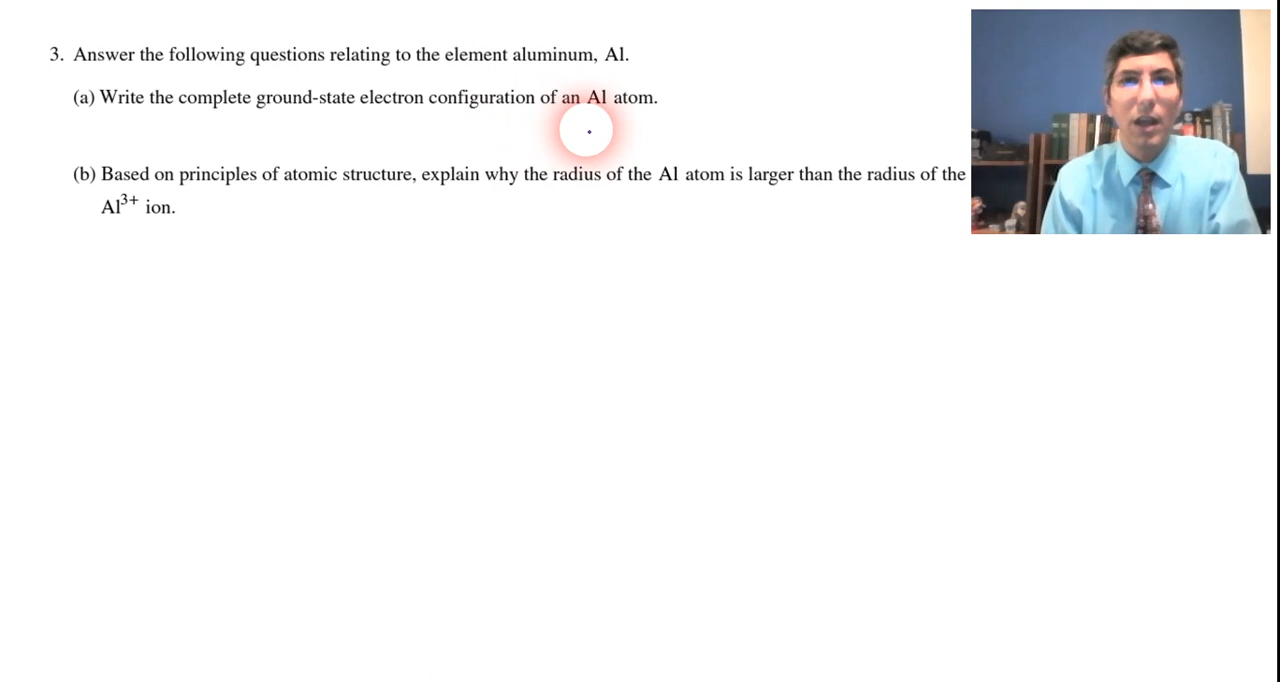 3. Answer the following questions relating to the element aluminum, Al.
(a) Write the complete ground-state electron configuration of an Al atom.
(b) Based on principles of atomic structure, explain why the radius of the Al atom is larger than the radius of the
Al³⁺ ion.